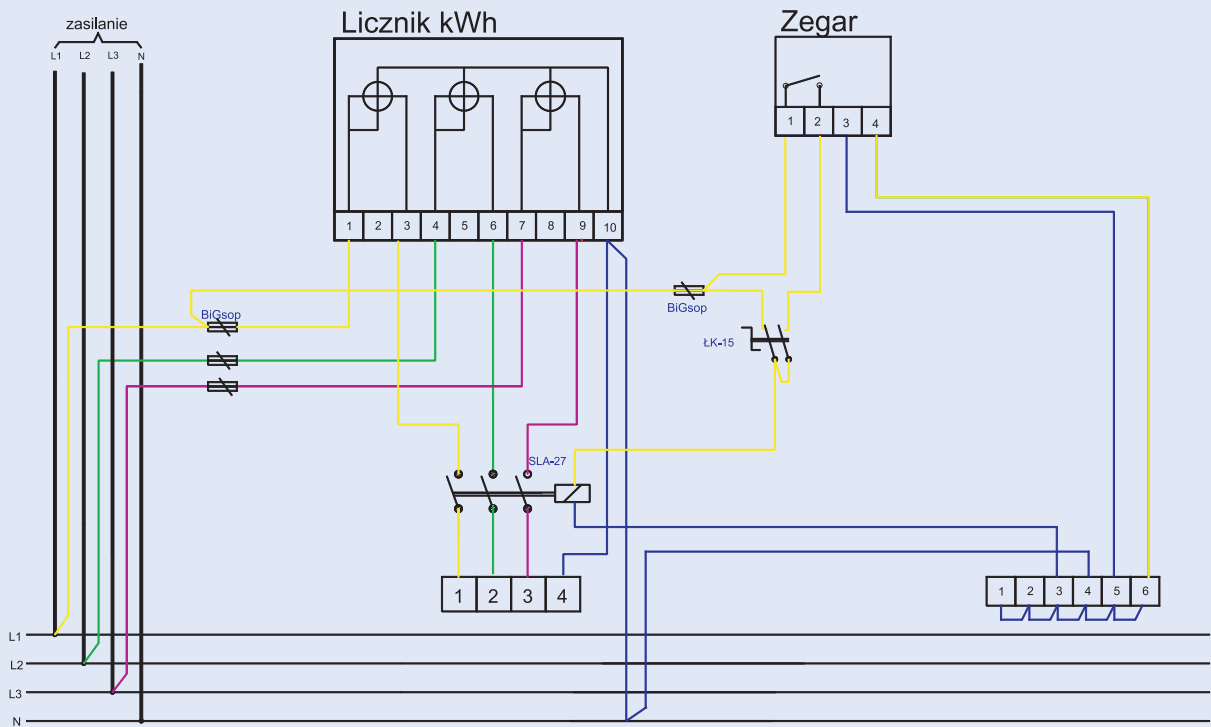 zasilanie
L1 L2 L3 N
Licznik kWh
Zegar
1 2 3 4
1 2 3 4 5 6 7 8 9 10
BiGsop
BiGsop
ŁK-15
SLA-27
1 2 3 4
1 2 3 4 5 6
L1
L2
L3
N